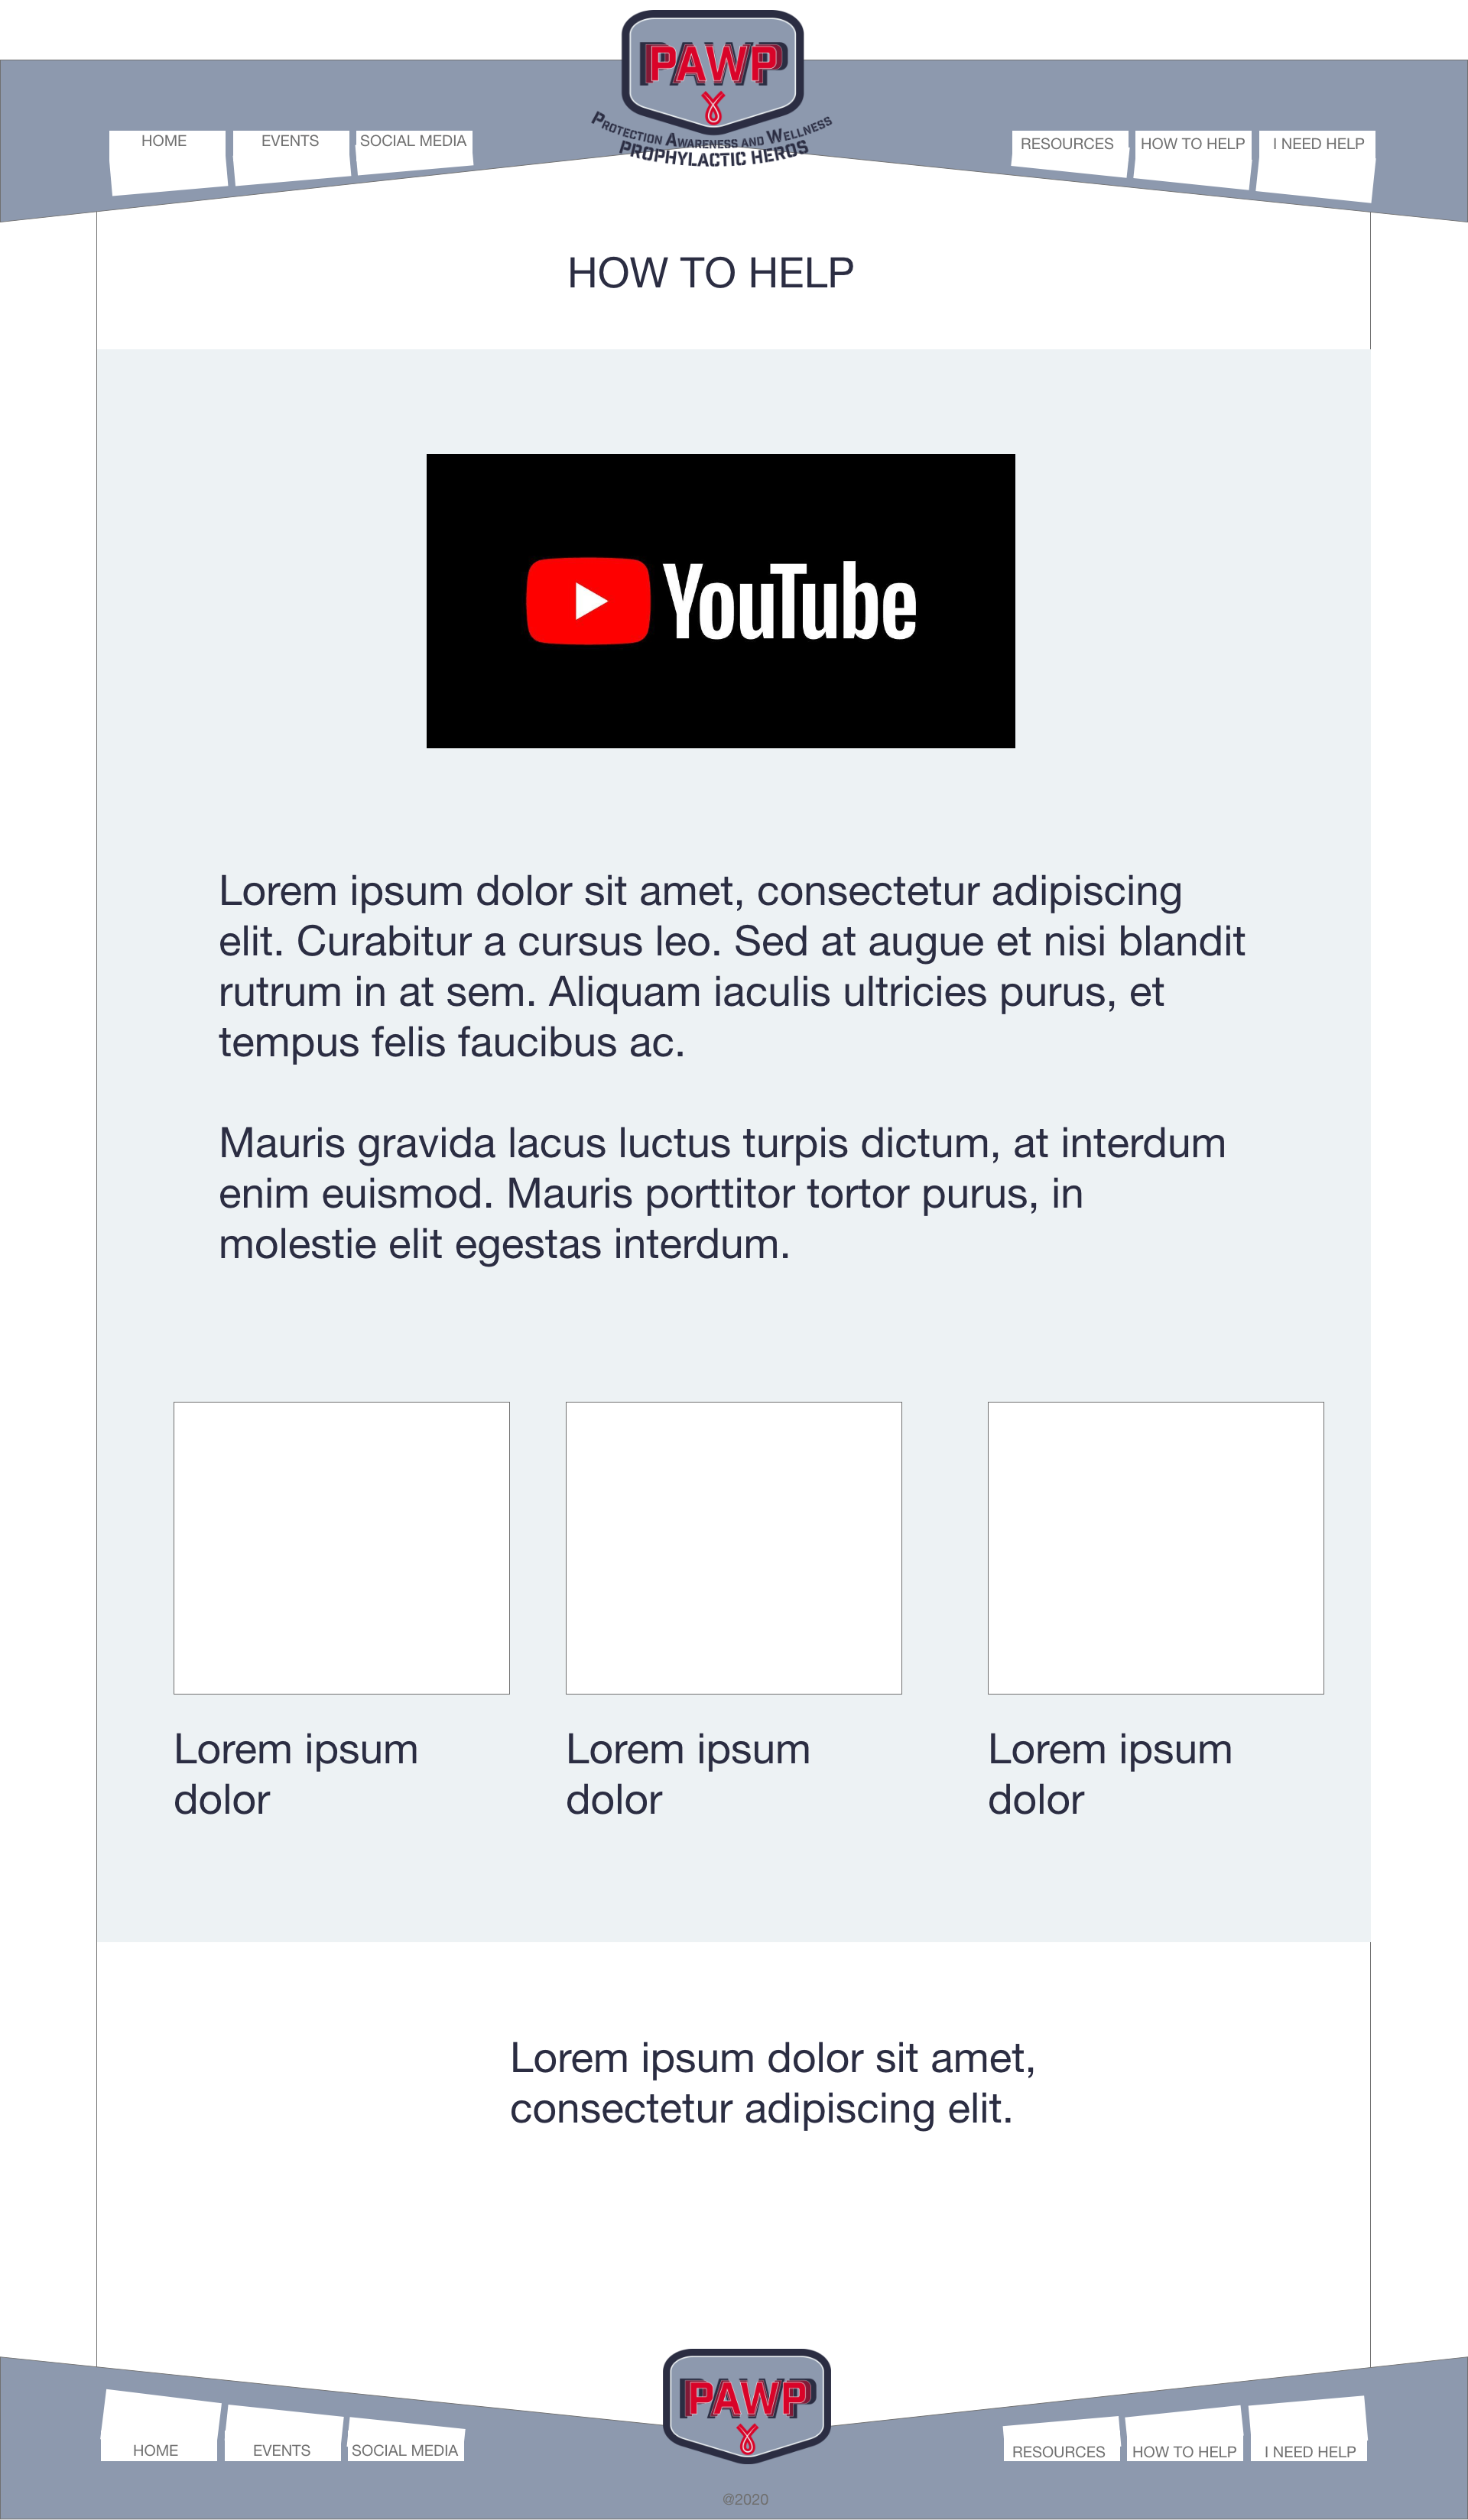 PAWP
PROTECTION AWARENESS AND WELLNESS
PROPHYLACTIC HEROS
HOME EVENTS SOCIAL MEDIA RESOURCES HOW TO HELP I NEED HELP
HOW TO HELP
YouTube
Lorem ipsum dolor sit amet, consectetur adipiscing
elit. Curabitur a cursus leo. Sed at augue et nisi blandit
rutrum in at sem. Aliquam iaculis ultricies purus, et
tempus felis faucibus ac.
Mauris gravida lacus luctus turpis dictum, at interdum
enim euismod. Mauris porttitor tortor purus, in
molestie elit egestas interdum.
Lorem ipsum
dolor
Lorem ipsum
dolor
Lorem ipsum
dolor
Lorem ipsum dolor sit amet,
consectetur adipiscing elit.
PAWP
HOME EVENTS SOCIAL MEDIA RESOURCES HOW TO HELP I NEED HELP
@2020